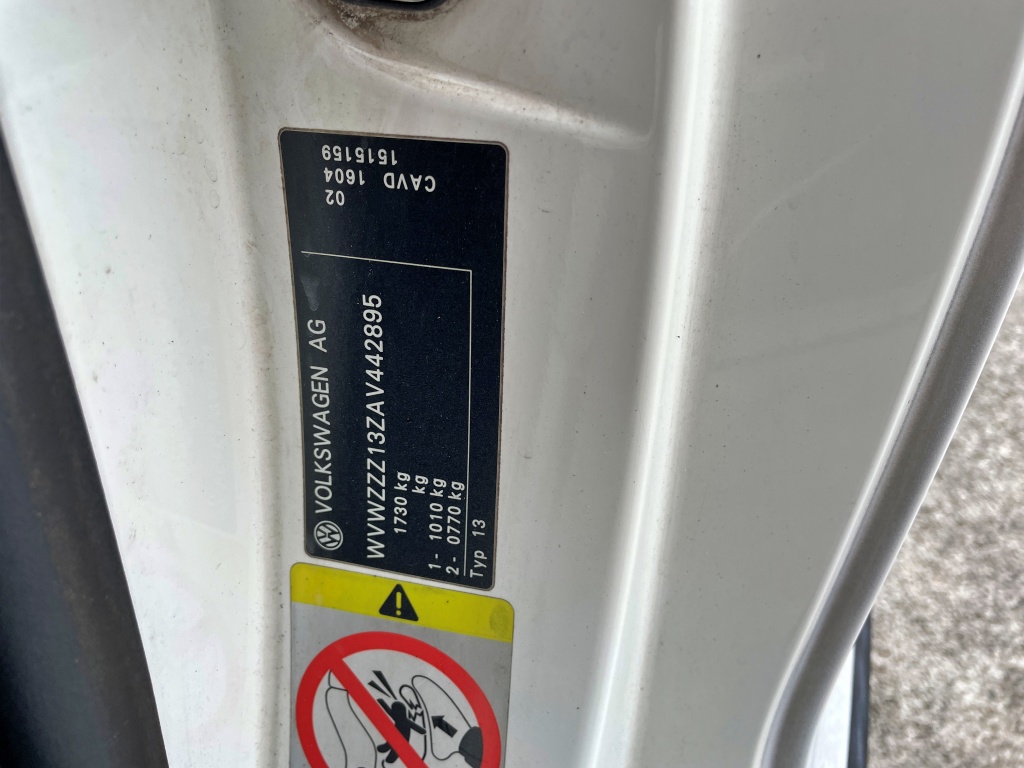 VOLKSWAGEN AG
WVWZZZ13ZAV442895
1730 kg
kg
1 - 1010 kg
2 - 0770 kg
Typ 13
02
1515159
CAVD 1604